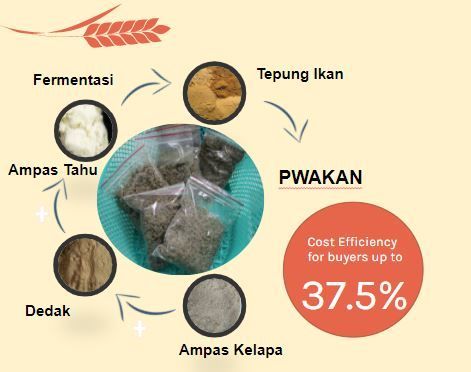 Fermentasi
Tepung Ikan
Ampas Tahu
PWAKAN
+
Cost Efficiency
for buyers up to
37.5%
Dedak
+
Ampas Kelapa